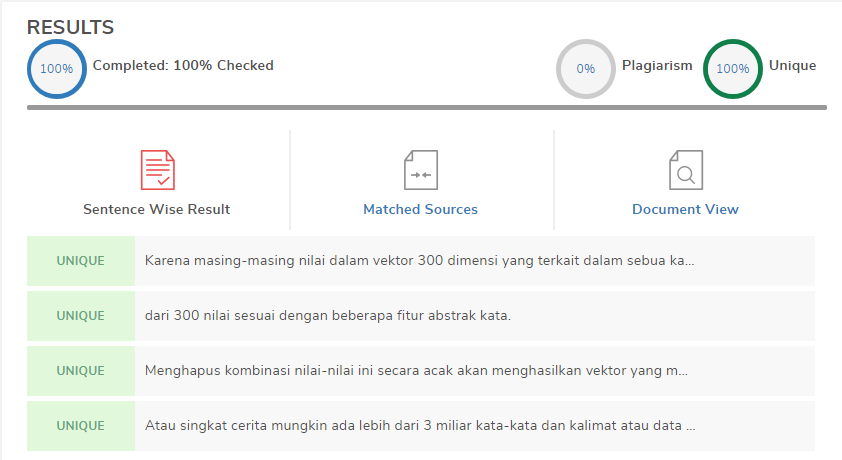 RESULTS
100% Completed: 100% Checked 0% Plagiarism 100% Unique
Sentence Wise Result Matched Sources Document View
UNIQUE Karena masing-masing nilai dalam vektor 300 dimensi yang terkait dalam sebua ka...
UNIQUE dari 300 nilai sesuai dengan beberapa fitur abstrak kata.
UNIQUE Menghapus kombinasi nilai-nilai ini secara acak akan menghasilkan vektor yang m...
UNIQUE Atau singkat cerita mungkin ada lebih dari 3 miliar kata-kata dan kalimat atau data ...